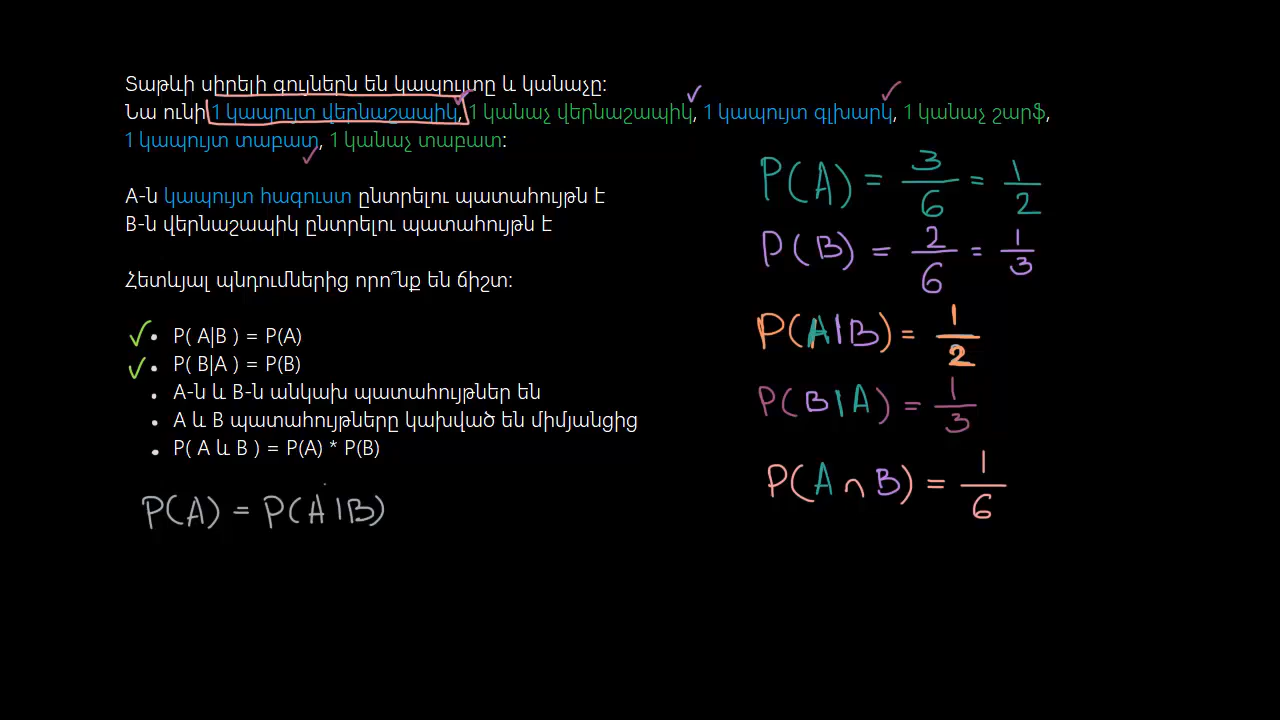 Տաթևի սիրելի գույներն են կապույտը և կանաչը:
Նա ունի 1 կապույտ վերնաշապիկ, 1 կանաչ վերնաշապիկ, 1 կապույտ գլխարկ, 1 կանաչ շարֆ,
1 կապույտ տաբատ, 1 կանաչ տաբատ:
A-ն կապույտ հագուստ ընտրելու պատահույթն է
B-ն վերնաշապիկ ընտրելու պատահույթն է
Հետևյալ պնդումներից որո՞նք են ճիշտ:
• P( A|B ) = P(A)
• P( B|A ) = P(B)
• A-ն և B-ն անկախ պատահույթներ են
• A և B պատահույթները կախված են միմյանցից
• P( A և B ) = P(A) * P(B)
P(A) = P(A|B)
P(A) = 3/6 = 1/2
P(B) = 2/6 = 1/3
P(A|B) = 1/2
P(B|A) = 1/3
P(A∩B) = 1/6